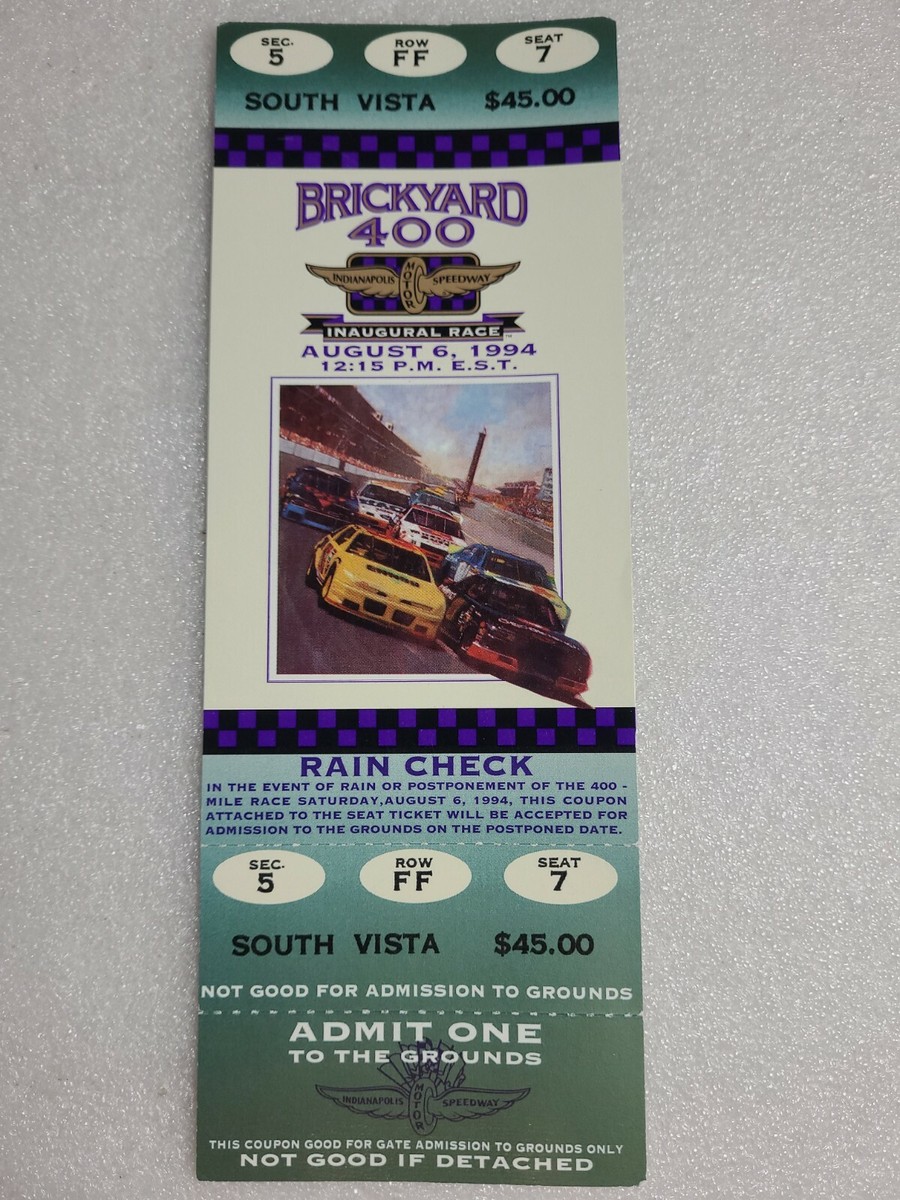 SEC. ROW SEAT
5 FF 7
SOUTH VISTA $45.00
BRICKYARD
400
INDIANAPOLIS MOTOR SPEEDWAY
INAUGURAL RACE™
AUGUST 6, 1994
12:15 P.M. E.S.T.
RAIN CHECK
IN THE EVENT OF RAIN OR POSTPONEMENT OF THE 400 -
MILE RACE SATURDAY,AUGUST 6, 1994, THIS COUPON
ATTACHED TO THE SEAT TICKET WILL BE ACCEPTED FOR
ADMISSION TO THE GROUNDS ON THE POSTPONED DATE.
SEC. ROW SEAT
5 FF 7
SOUTH VISTA $45.00
NOT GOOD FOR ADMISSION TO GROUNDS
ADMIT ONE
TO THE GROUNDS
INDIANAPOLIS MOTOR SPEEDWAY
THIS COUPON GOOD FOR GATE ADMISSION TO GROUNDS ONLY
NOT GOOD IF DETACHED